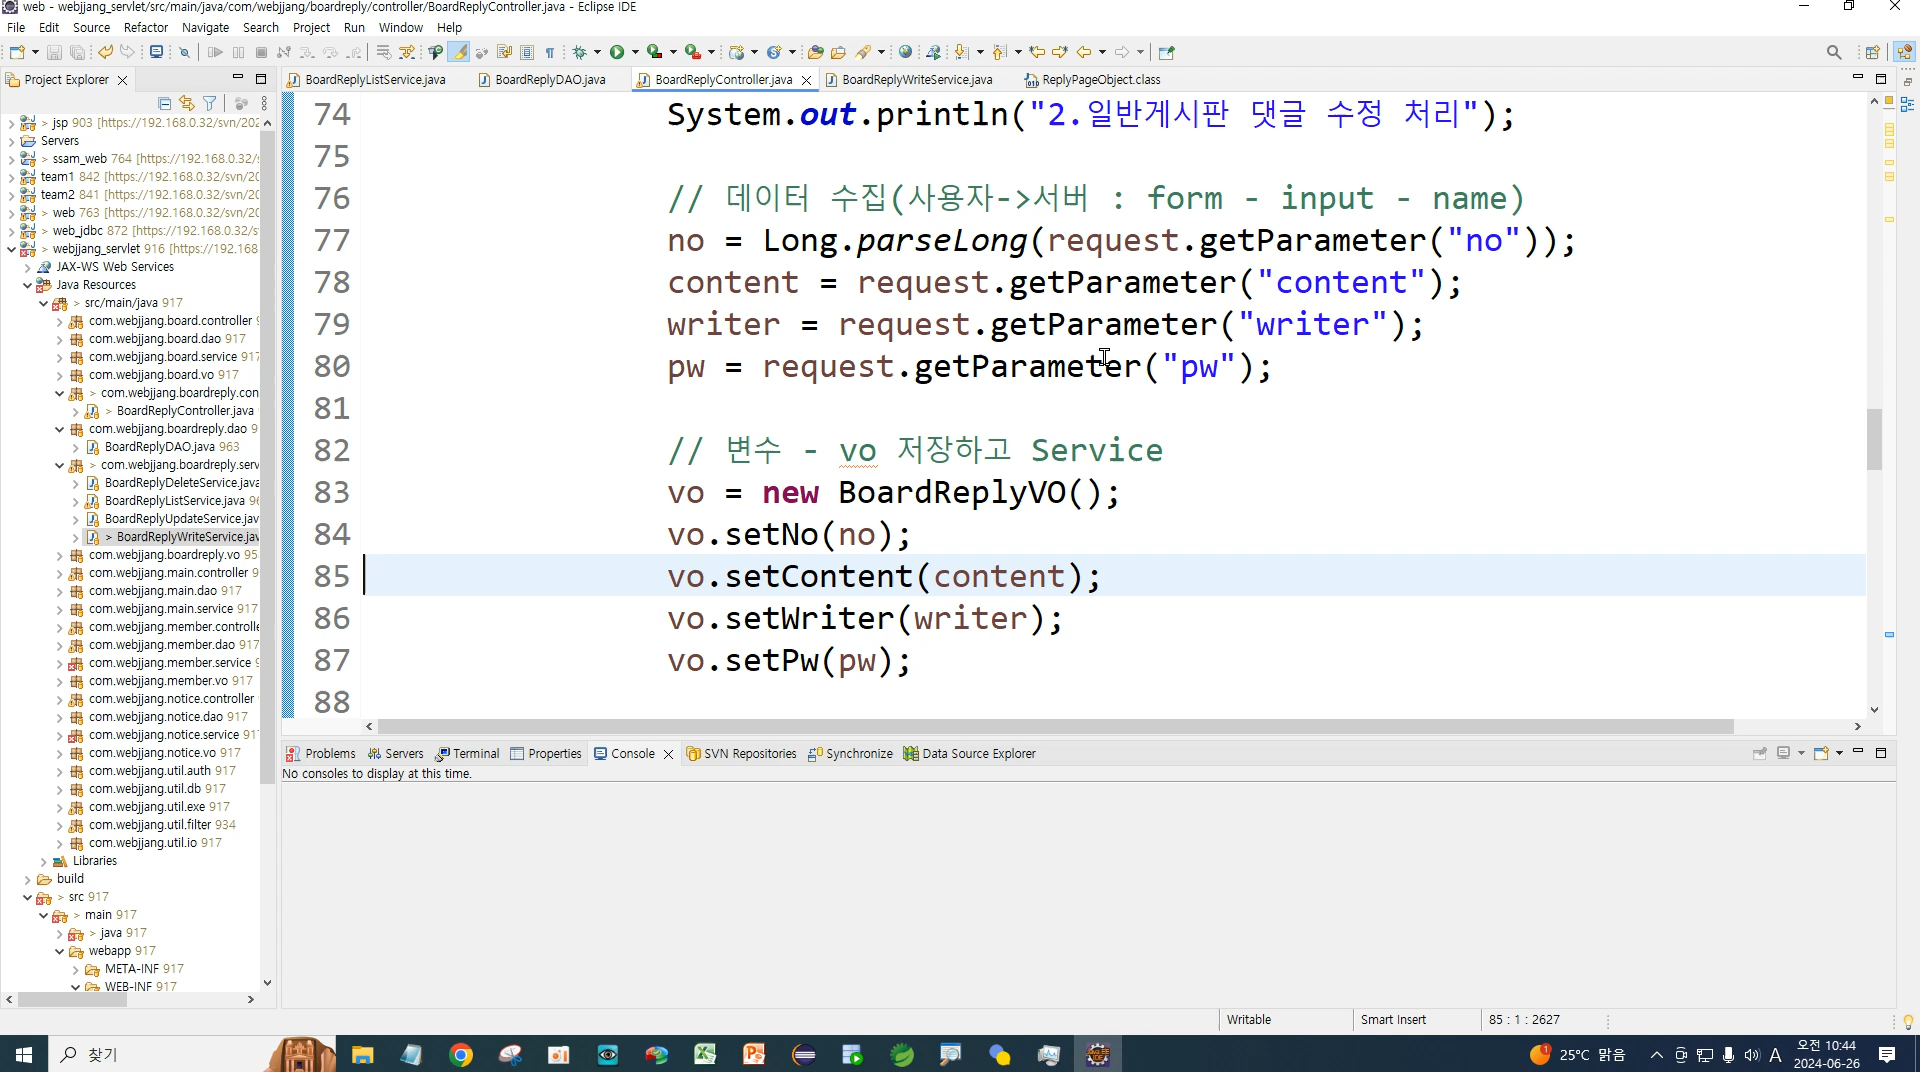 web - webjjang_servlet/src/main/java/com/webjjang/boardreply/controller/BoardReplyController.java - Eclipse IDE
File Edit Source Refactor Navigate Search Project Run Window Help
Project Explorer
BoardReplyListService.java BoardReplyDAO.java BoardReplyController.java BoardReplyWriteService.java ReplyPageObject.class
> jsp 903 [https://192.168.0.32/svn/202
Servers
> ssam_web 764 [https://192.168.0.32/s
team1 842 [https://192.168.0.32/svn/20
team2 841 [https://192.168.0.32/svn/20
> web 763 [https://192.168.0.32/svn/20
> web_jdbc 872 [https://192.168.0.32/s
> webjjang_servlet 916 [https://192.168
JAX-WS Web Services
Java Resources
> src/main/java 917
com.webjjang.board.controller 9
com.webjjang.board.dao 917
com.webjjang.board.service 917
com.webjjang.board.vo 917
> com.webjjang.boardreply.con
> BoardReplyController.java
com.webjjang.boardreply.dao 9
BoardReplyDAO.java 963
> com.webjjang.boardreply.serv
BoardReplyDeleteService.java
BoardReplyListService.java 96
BoardReplyUpdateService.jav
> BoardReplyWriteService.jav
com.webjjang.boardreply.vo 95
com.webjjang.main.controller 9
com.webjjang.main.dao 917
com.webjjang.main.service 917
com.webjjang.member.controlle
com.webjjang.member.dao 917
com.webjjang.member.service 9
com.webjjang.member.vo 917
com.webjjang.notice.controller
com.webjjang.notice.dao 917
com.webjjang.notice.service 917
com.webjjang.notice.vo 917
com.webjjang.util.auth 917
com.webjjang.util.db 917
com.webjjang.util.exe 917
com.webjjang.util.filter 934
com.webjjang.util.io 917
Libraries
build
> src 917
> main 917
> java 917
webapp 917
META-INF 917
WEB-INF 917
74 System.out.println("2.일반게시판 댓글 수정 처리");
75
76 // 데이터 수집(사용자->서버 : form - input - name)
77 no = Long.parseLong(request.getParameter("no"));
78 content = request.getParameter("content");
79 writer = request.getParameter("writer");
80 pw = request.getParameter("pw");
81
82 // 변수 - vo 저장하고 Service
83 vo = new BoardReplyVO();
84 vo.setNo(no);
85 vo.setContent(content);
86 vo.setWriter(writer);
87 vo.setPw(pw);
88
Problems Servers Terminal Properties Console SVN Repositories Synchronize Data Source Explorer
No consoles to display at this time.
Writable Smart Insert 85 : 1 : 2627
찾기
25°C 맑음 A 오전 10:44
2024-06-26